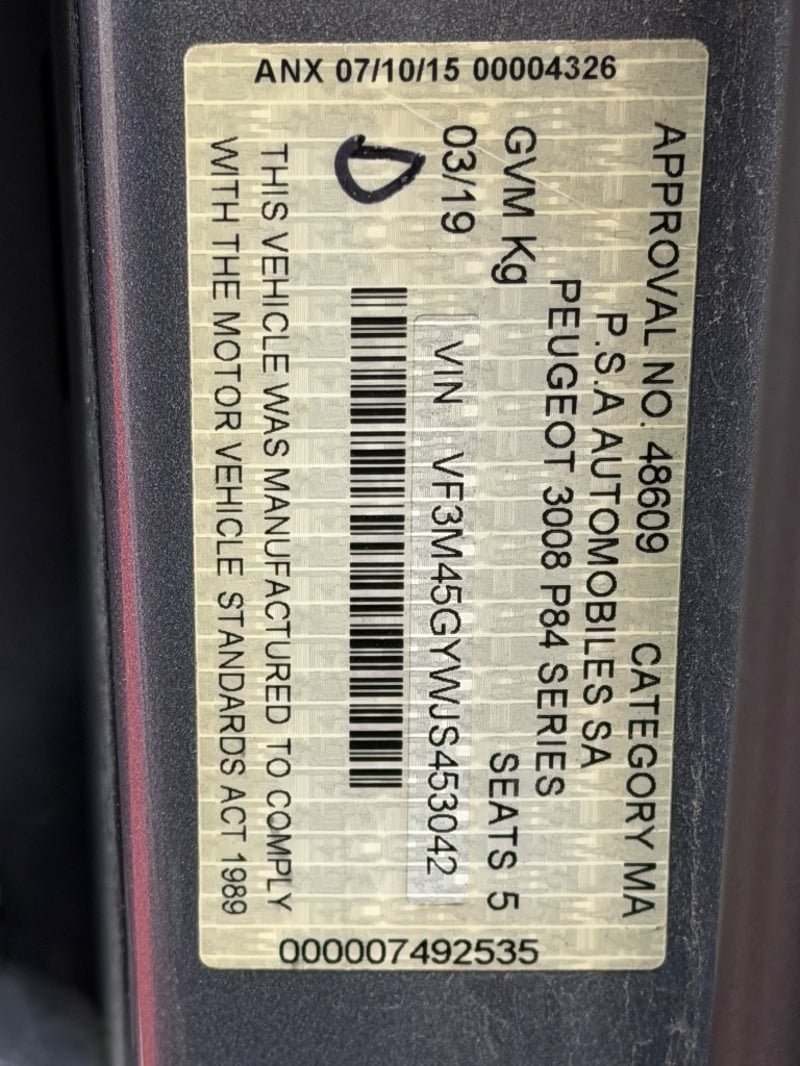 ANX 07/10/15 00004326
APPROVAL NO. 48609 CATEGORY MA
P.S.A AUTOMOBILES SA
PEUGEOT 3008 P84 SERIES
GVM Kg SEATS 5
03/19 VIN VF3M45GYWJS453042
D
THIS VEHICLE WAS MANUFACTURED TO COMPLY
WITH THE MOTOR VEHICLE STANDARDS ACT 1989
000007492535